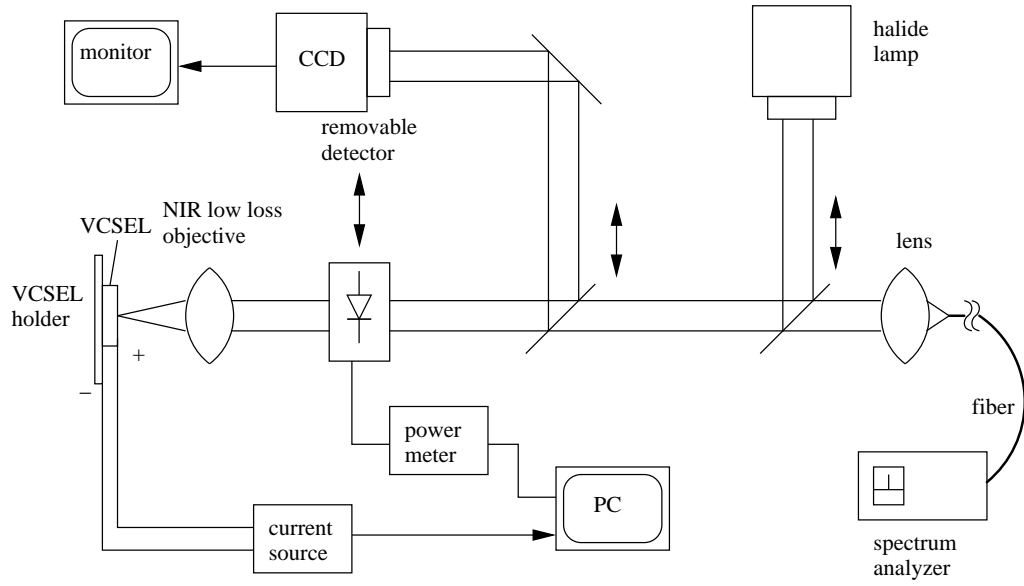 monitor
CCD
halide
lamp
removable
detector
VCSEL
NIR low loss
objective
lens
VCSEL
holder
+
−
fiber
power
meter
PC
current
source
spectrum
analyzer